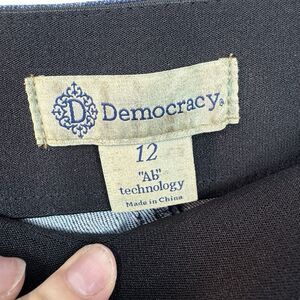 D Democracy®
12
"Ab"
technology
Made in China